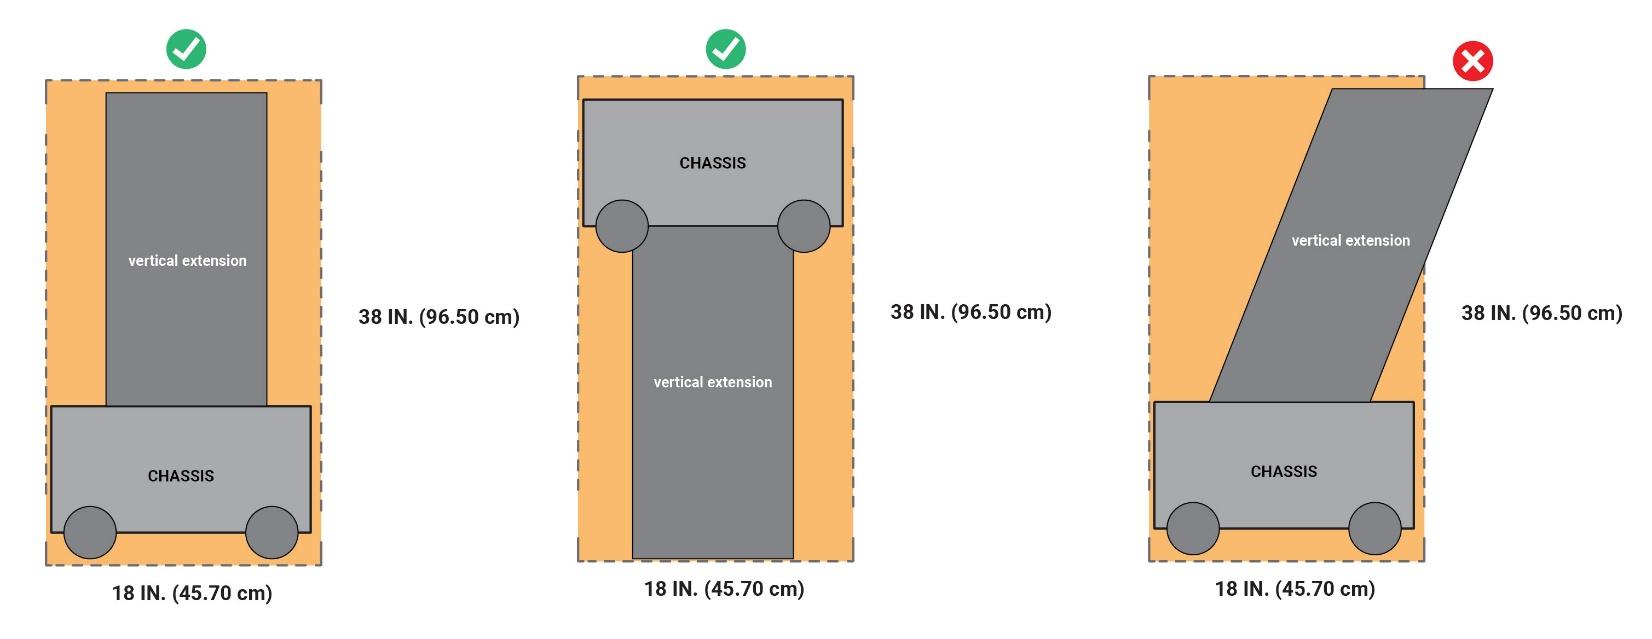 vertical extension
CHASSIS
38 IN. (96.50 cm)
18 IN. (45.70 cm)
CHASSIS
vertical extension
38 IN. (96.50 cm)
18 IN. (45.70 cm)
vertical extension
CHASSIS
38 IN. (96.50 cm)
18 IN. (45.70 cm)